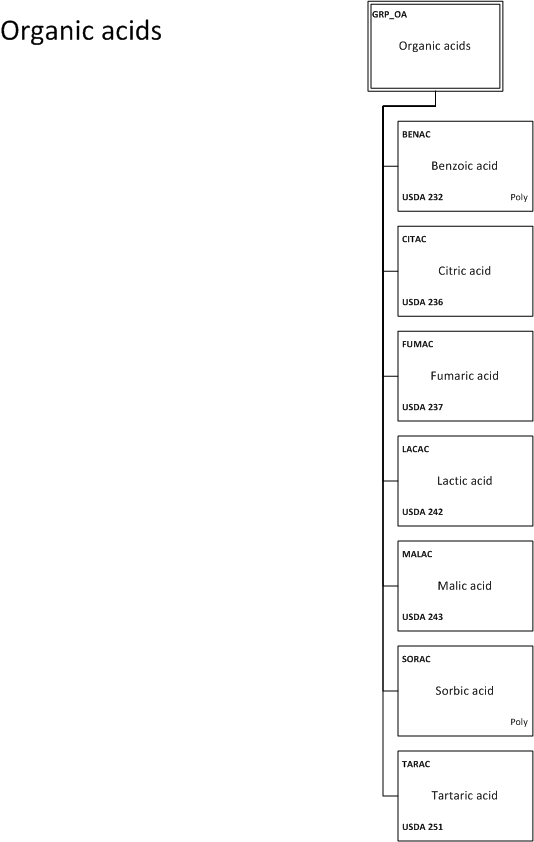 Organic acids
GRP_OA
Organic acids
BENAC
Benzoic acid
USDA 232 Poly
CITAC
Citric acid
USDA 236
FUMAC
Fumaric acid
USDA 237
LACAC
Lactic acid
USDA 242
MALAC
Malic acid
USDA 243
SORAC
Sorbic acid
Poly
TARAC
Tartaric acid
USDA 251